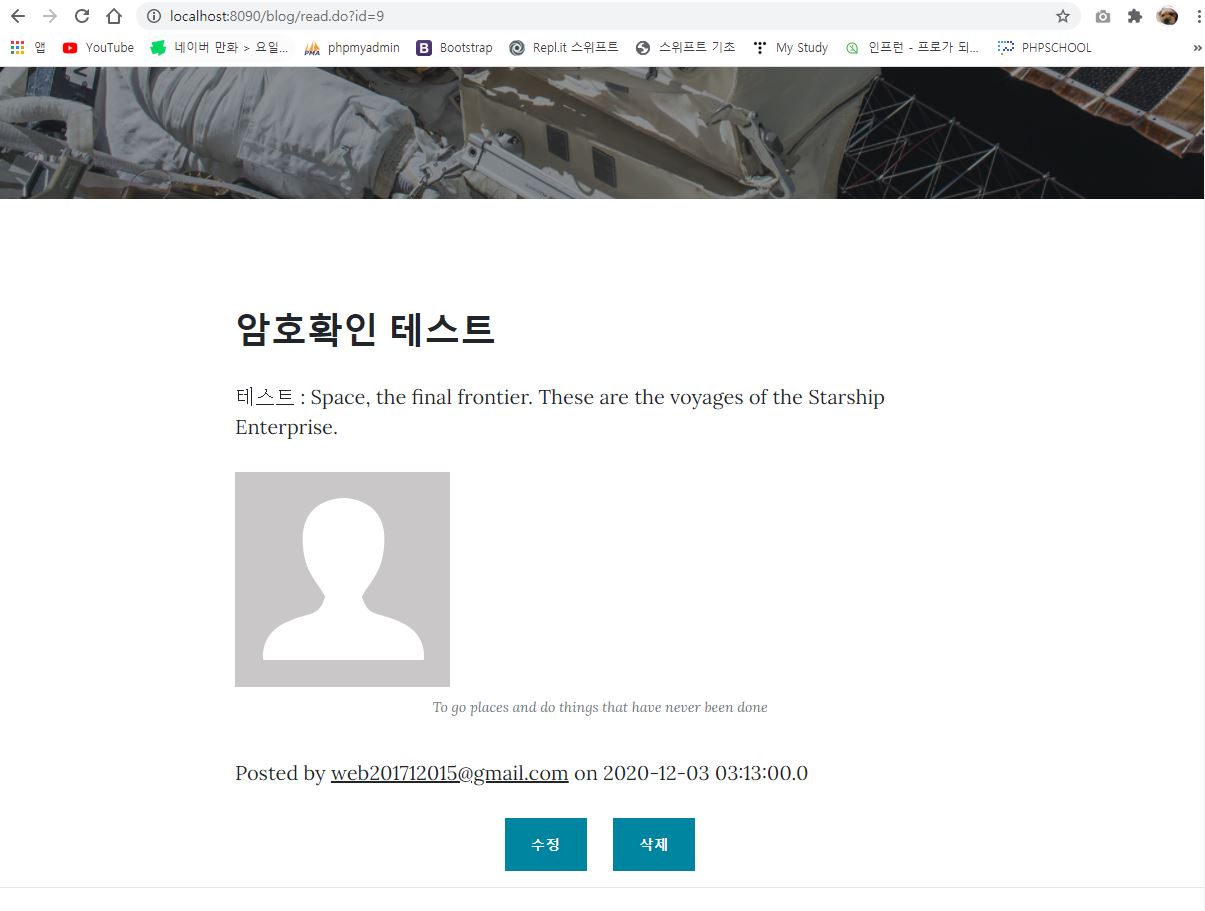 localhost:8090/blog/read.do?id=9
앱 YouTube 네이버 만화 > 요일... phpmyadmin Bootstrap Repl.it 스위프트 스위프트 기초 My Study 인프런 - 프로가 되... PHPSCHOOL »
암호확인 테스트
테스트 : Space, the final frontier. These are the voyages of the Starship
Enterprise.
To go places and do things that have never been done
Posted by web201712015@gmail.com on 2020-12-03 03:13:00.0
수정 삭제